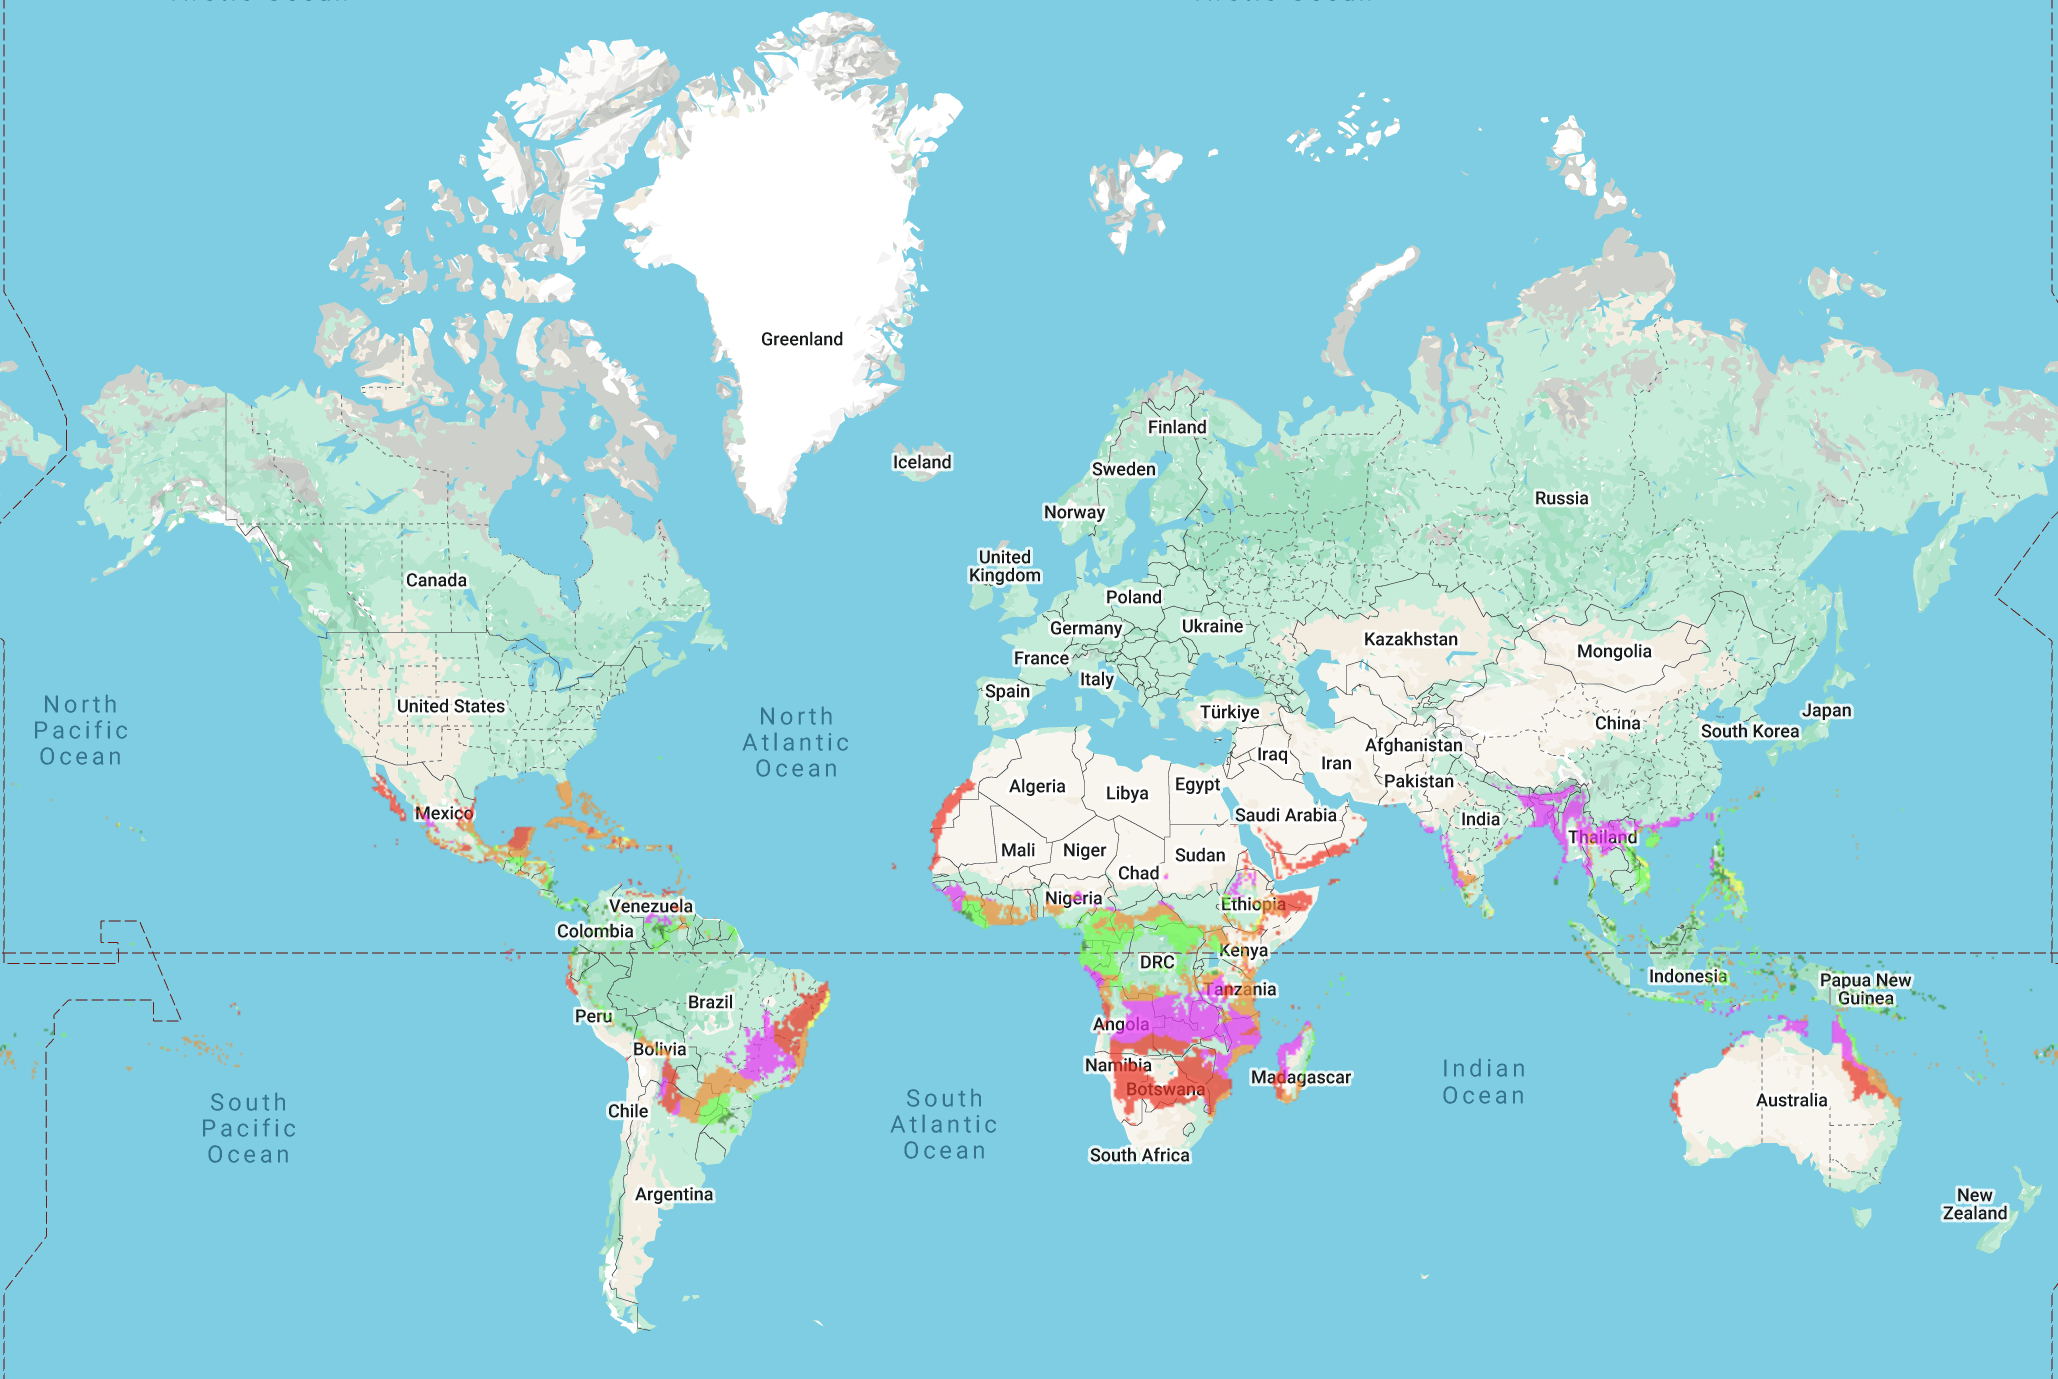 Greenland
Iceland
Finland
Sweden
Norway
Russia
United
Kingdom
Canada
Poland
Germany
Ukraine
Kazakhstan
Mongolia
France
Italy
Spain
United States
North
Pacific
Ocean
North
Atlantic
Ocean
Türkiye
China
Japan
South Korea
Iraq
Iran
Afghanistan
Pakistan
Algeria
Libya
Egypt
Saudi Arabia
India
Mexico
Thailand
Mali
Niger
Chad
Sudan
Nigeria
Ethiopia
Venezuela
Colombia
DRC
Kenya
Indonesia
Papua New
Guinea
Tanzania
Brazil
Peru
Angola
Bolivia
Namibia
Botswana
Madagascar
Indian
Ocean
Australia
Chile
South
Pacific
Ocean
South
Atlantic
Ocean
South Africa
Argentina
New
Zealand